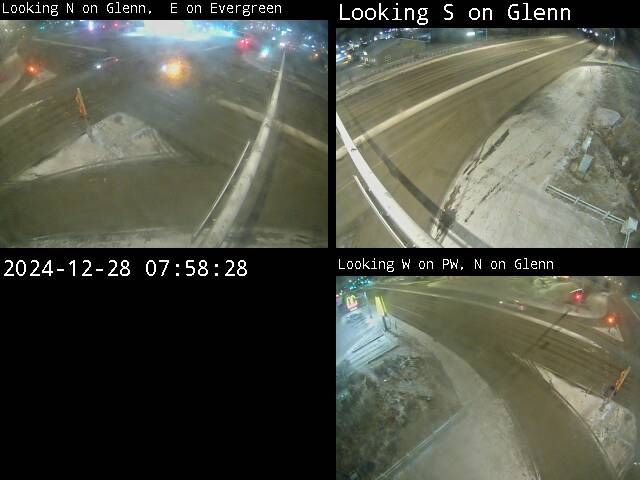 Looking N on Glenn,  E on Evergreen
Looking S on Glenn
2024-12-28 07:58:28
Looking W on PW, N on Glenn